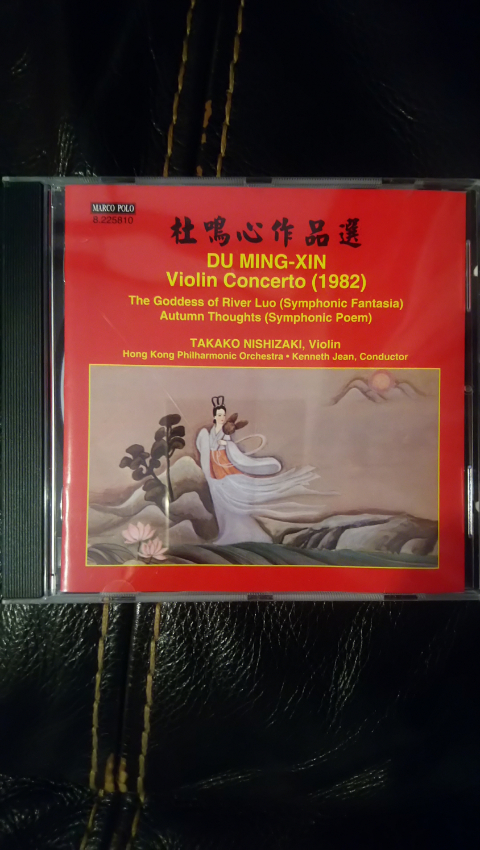 MARCO POLO
8.225810
杜鳴心作品選
DU MING-XIN
Violin Concerto (1982)
The Goddess of River Luo (Symphonic Fantasia)
Autumn Thoughts (Symphonic Poem)
TAKAKO NISHIZAKI, Violin
Hong Kong Philharmonic Orchestra • Kenneth Jean, Conductor